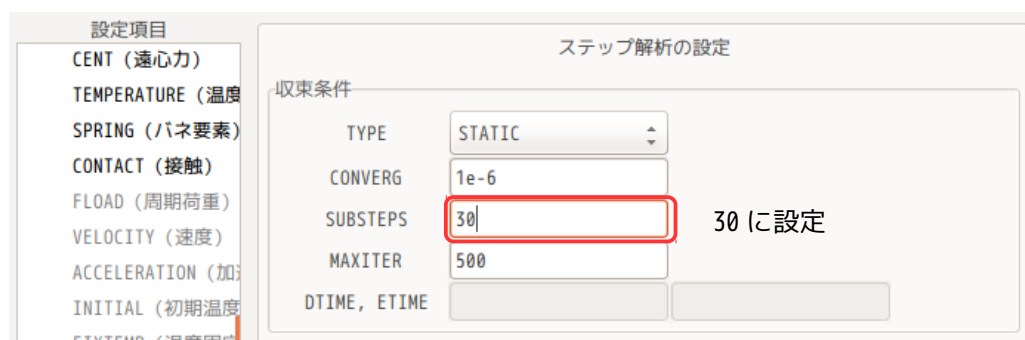 設定項目
CENT (遠心力)
TEMPERATURE (温度
SPRING (バネ要素)
CONTACT (接触)
FLOAD (周期荷重)
VELOCITY (速度)
ACCELERATION (加
INITIAL (初期温度
ステップ解析の設定
収束条件
TYPE STATIC
CONVERG 1e-6
SUBSTEPS 30 30 に設定
MAXITER 500
DTIME, ETIME